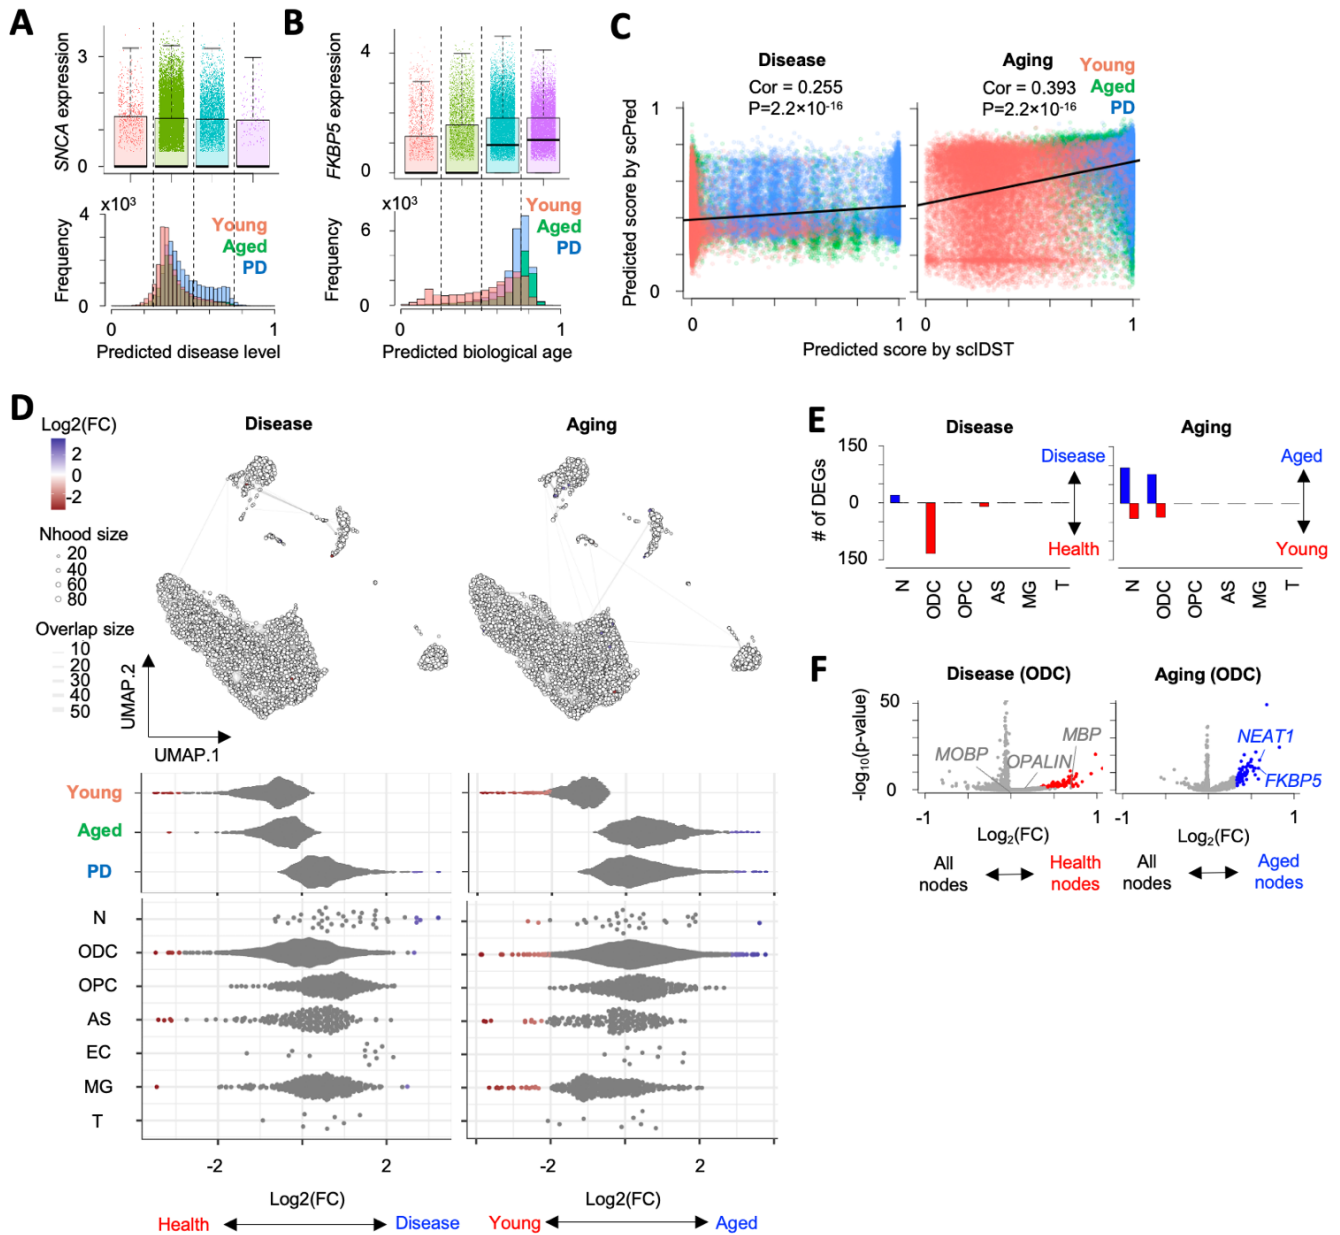 A
SNCA expression
3
0
x10³
4
Frequency
0
Young
Aged
PD
0
1
Predicted disease level
B
FKBP5 expression
4
0
x10³
6
Frequency
0
Young
Aged
PD
0
1
Predicted biological age
C
Disease
Cor = 0.255
P=2.2×10⁻¹⁶
Aging
Cor = 0.393
P=2.2×10⁻¹⁶
Young
Aged
PD
Predicted score by scPred
1
0
0
1
0
1
Predicted score by scIDST
D
Log2(FC)
2
0
-2
Nhood size
20
40
60
80
Overlap size
10
20
30
40
50
Disease
Aging
UMAP.2
UMAP.1
Young
Aged
PD
N
ODC
OPC
AS
EC
MG
T
-2
2
-2
2
Log2(FC)
Log2(FC)
Health
Disease
Young
Aged
E
Disease
Aging
# of DEGs
150
0
150
Disease
Health
Aged
Young
N
ODC
OPC
AS
MG
T
N
ODC
OPC
AS
MG
T
F
Disease (ODC)
Aging (ODC)
-log₁₀(p-value)
50
0
MOBP
OPALIN
MBP
NEAT1
FKBP5
-1
1
-1
1
Log₂(FC)
Log₂(FC)
All nodes
Health nodes
All nodes
Aged nodes